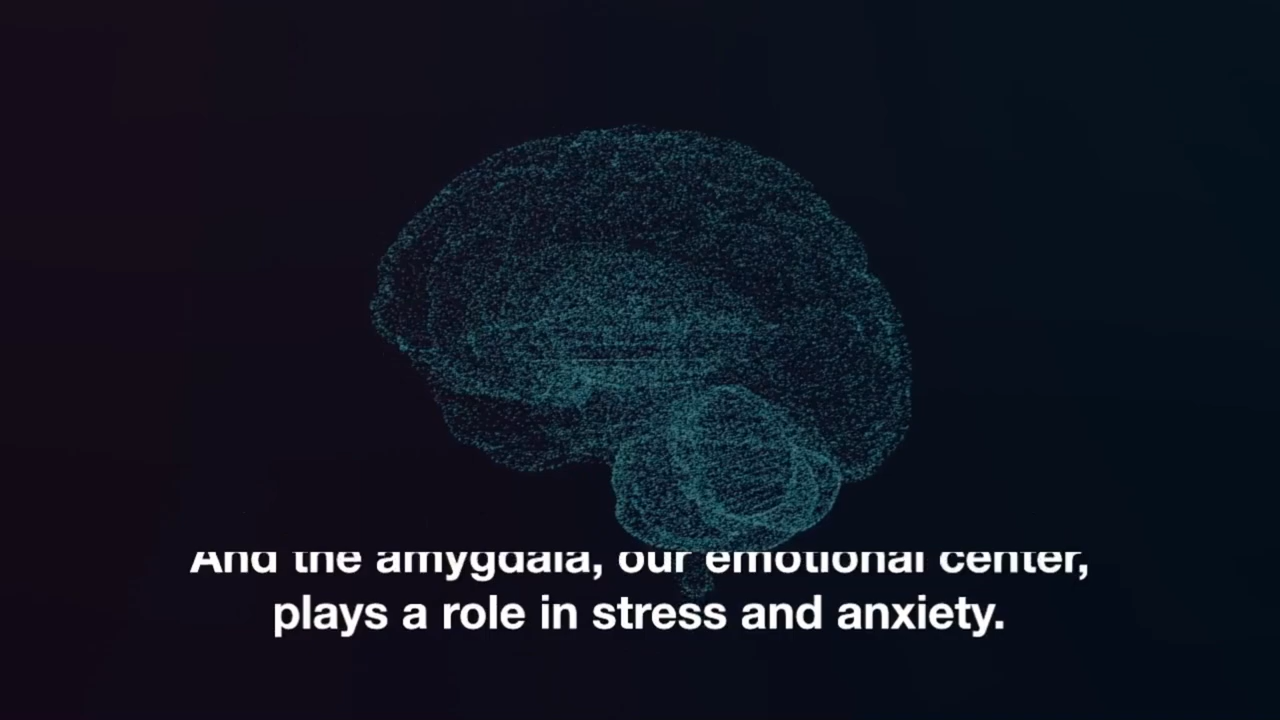 And the amygdala, our emotional center,
plays a role in stress and anxiety.